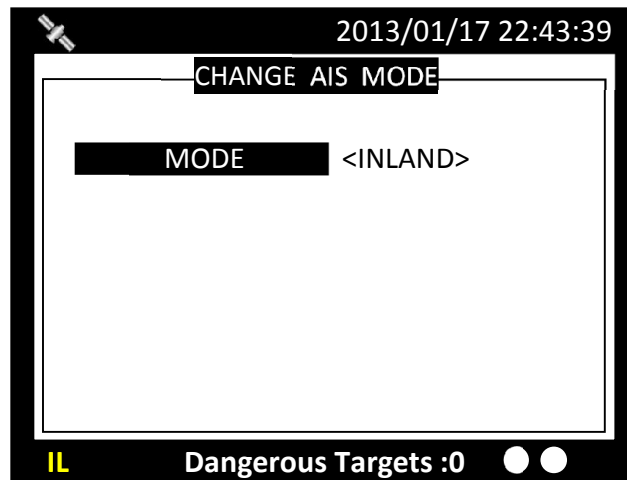 2013/01/17 22:43:39
CHANGE AIS MODE
MODE <INLAND>
IL Dangerous Targets :0